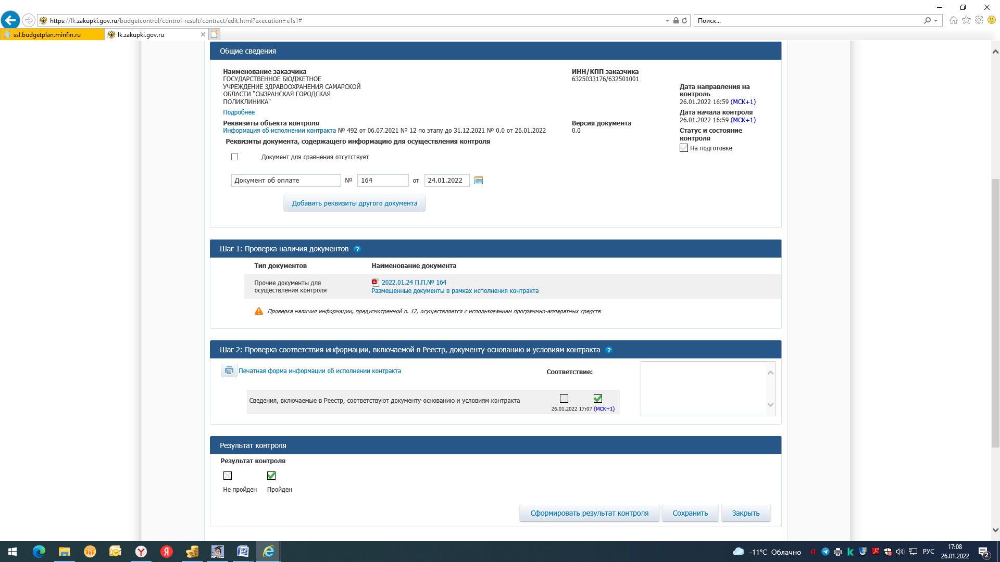 https://lk.zakupki.gov.ru/budgetcontrol/control-result/contract/edit.html?execution=e1s1#
Поиск...
ssl.budgetplan.minfin.ru
lk.zakupki.gov.ru
Общие сведения
Наименование заказчика
ГОСУДАРСТВЕННОЕ БЮДЖЕТНОЕ
УЧРЕЖДЕНИЕ ЗДРАВООХРАНЕНИЯ САМАРСКОЙ
ОБЛАСТИ "СЫЗРАНСКАЯ ГОРОДСКАЯ
ПОЛИКЛИНИКА"
Подробнее
ИНН/КПП заказчика
6325033176/632501001
Дата направления на
контроль
26.01.2022 16:59 (МСК+1)
Дата начала контроля
26.01.2022 16:59 (МСК+1)
Статус и состояние
контроля
На подготовке
Реквизиты объекта контроля
Информация об исполнении контракта № 492 от 06.07.2021 № 12 по этапу до 31.12.2021 № 0.0 от 26.01.2022
Версия документа
0.0
Реквизиты документа, содержащего информацию для осуществления контроля
Документ для сравнения отсутствует
Документ об оплате № 164 от 24.01.2022
Добавить реквизиты другого документа
Шаг 1: Проверка наличия документов ?
Тип документов Наименование документа
Прочие документы для
осуществления контроля
2022.01.24 П.П.№ 164
Размещенные документы в рамках исполнения контракта
Проверка наличия информации, предусмотренной п. 12, осуществляется с использованием программно-аппаратных средств
Шаг 2: Проверка соответствия информации, включаемой в Реестр, документу-основанию и условиям контракта ?
Печатная форма информации об исполнении контракта
Соответствие:
Сведения, включаемые в Реестр, соответствуют документу-основанию и условиям контракта
26.01.2022 17:07 (МСК+1)
Результат контроля
Результат контроля
Не пройден Пройден
Сформировать результат контроля Сохранить Закрыть
-11°C Облачно
РУС
17:08
26.01.2022
2